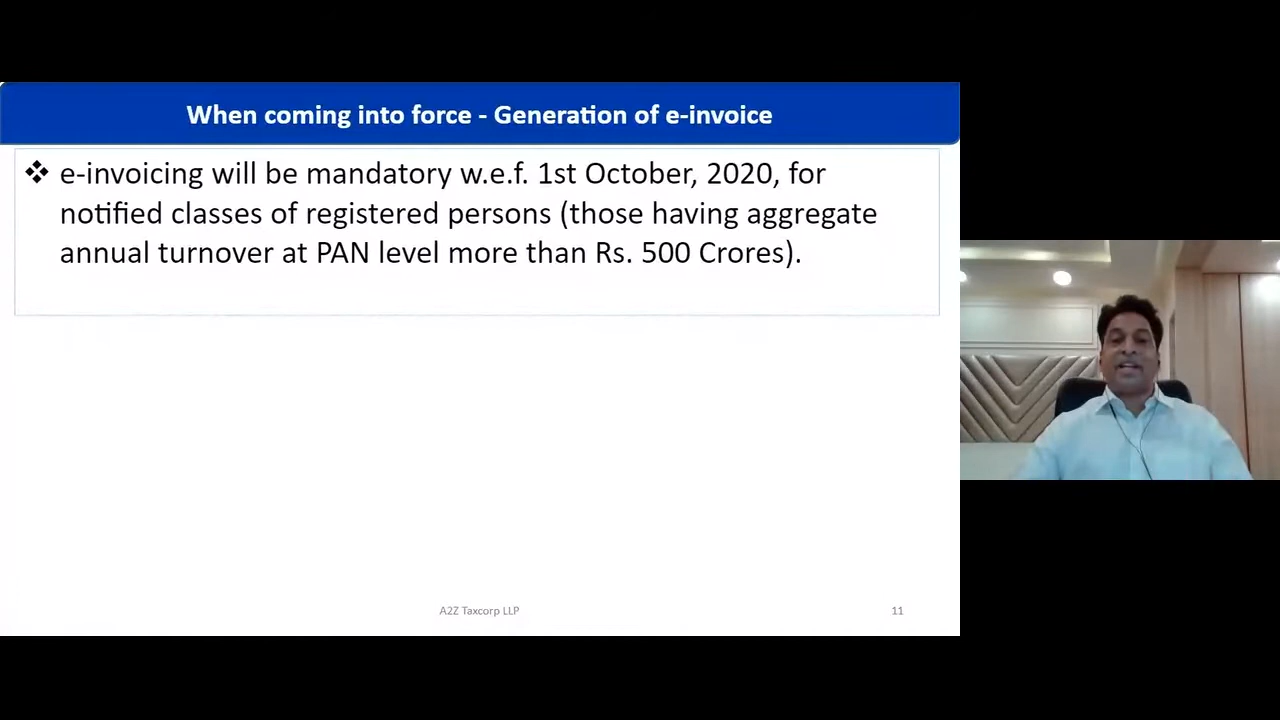 When coming into force - Generation of e-invoice
❖ e-invoicing will be mandatory w.e.f. 1st October, 2020, for
notified classes of registered persons (those having aggregate
annual turnover at PAN level more than Rs. 500 Crores).
A2Z Taxcorp LLP
11